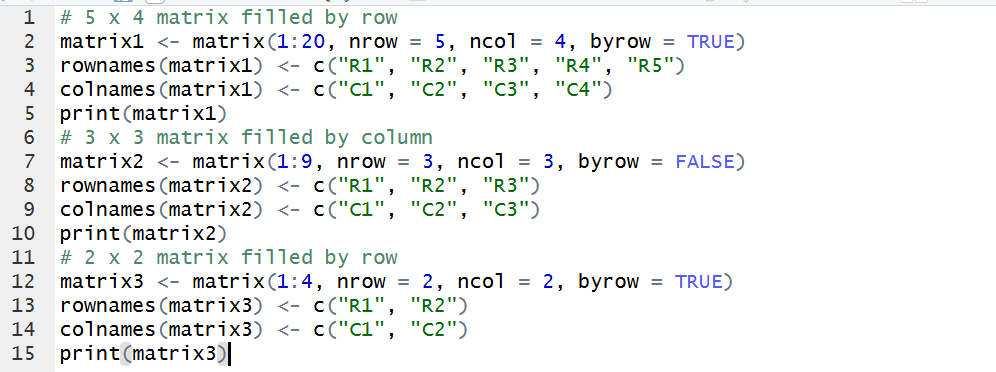 1 # 5 x 4 matrix filled by row
2 matrix1 <- matrix(1:20, nrow = 5, ncol = 4, byrow = TRUE)
3 rownames(matrix1) <- c("R1", "R2", "R3", "R4", "R5")
4 colnames(matrix1) <- c("C1", "C2", "C3", "C4")
5 print(matrix1)
6 # 3 x 3 matrix filled by column
7 matrix2 <- matrix(1:9, nrow = 3, ncol = 3, byrow = FALSE)
8 rownames(matrix2) <- c("R1", "R2", "R3")
9 colnames(matrix2) <- c("C1", "C2", "C3")
10 print(matrix2)
11 # 2 x 2 matrix filled by row
12 matrix3 <- matrix(1:4, nrow = 2, ncol = 2, byrow = TRUE)
13 rownames(matrix3) <- c("R1", "R2")
14 colnames(matrix3) <- c("C1", "C2")
15 print(matrix3)